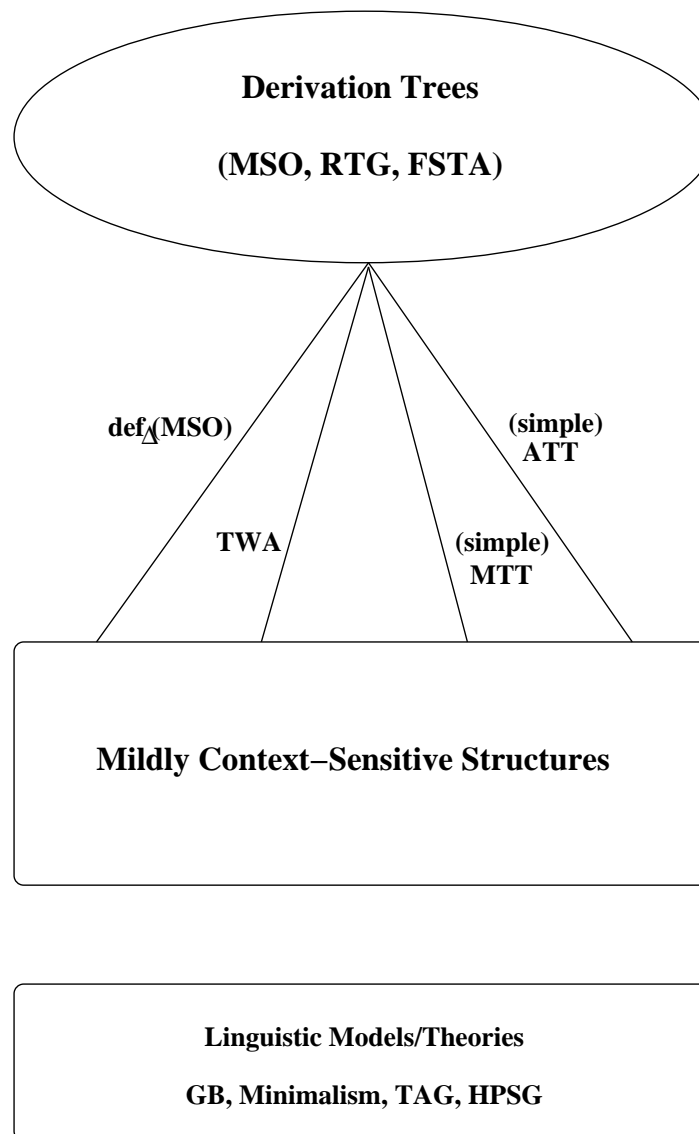 Derivation Trees
(MSO, RTG, FSTA)
def Δ(MSO)
(simple)
ATT
TWA
(simple)
MTT
Mildly Context−Sensitive Structures
Linguistic Models/Theories
GB, Minimalism, TAG, HPSG